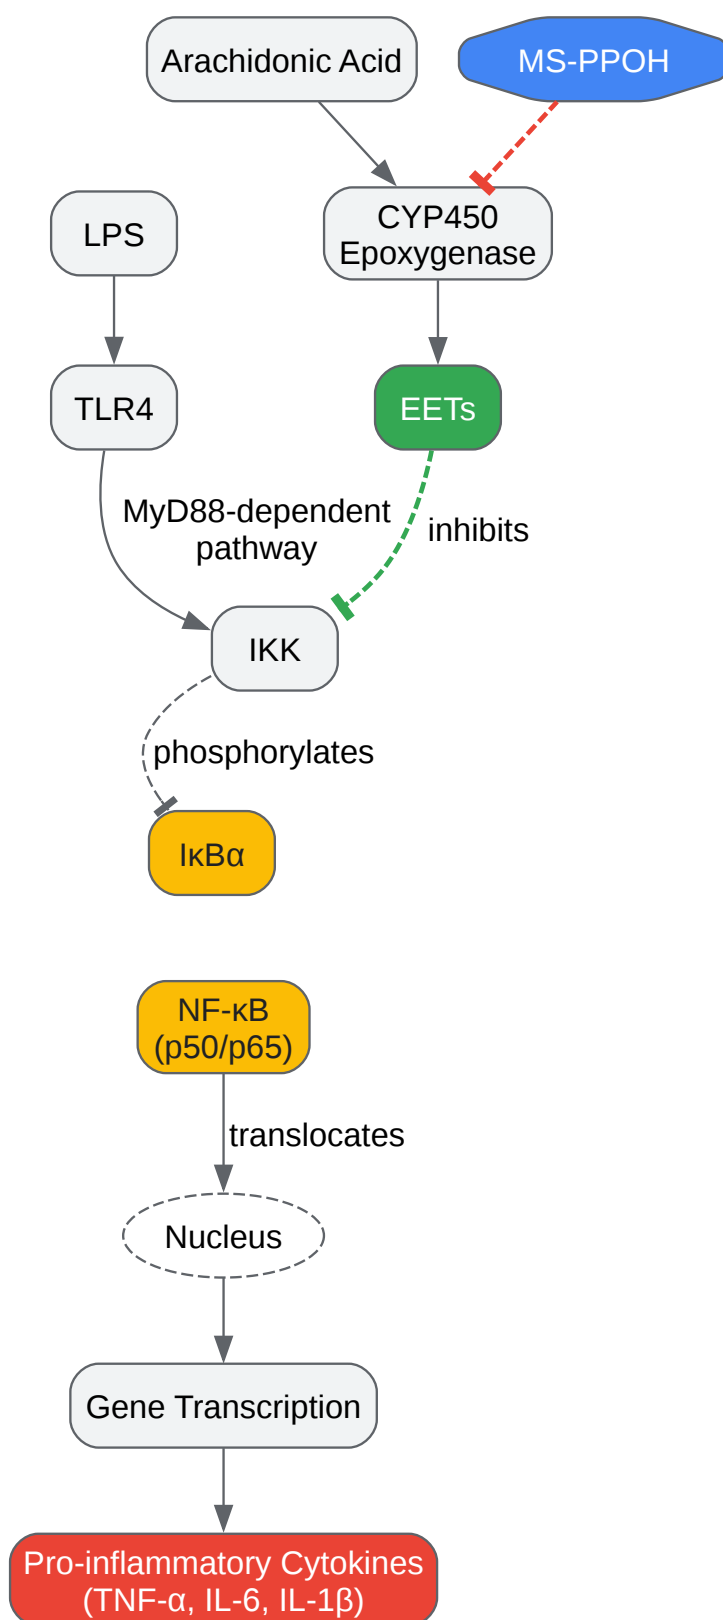 Arachidonic Acid
MS-PPOH
CYP450
Epoxygenase
LPS
TLR4
EETs
MyD88-dependent
pathway
inhibits
IKK
phosphorylates
IκBα
NF-κB
(p50/p65)
translocates
Nucleus
Gene Transcription
Pro-inflammatory Cytokines
(TNF-α, IL-6, IL-1β)